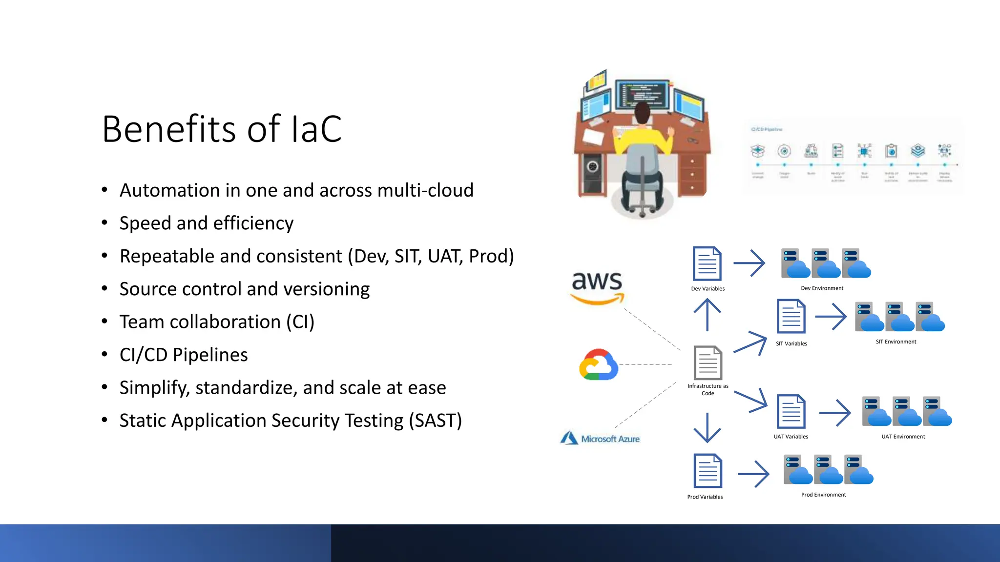 Benefits of IaC
• Automation in one and across multi-cloud
• Speed and efficiency
• Repeatable and consistent (Dev, SIT, UAT, Prod)
• Source control and versioning
• Team collaboration (CI)
• CI/CD Pipelines
• Simplify, standardize, and scale at ease
• Static Application Security Testing (SAST)
CI/CD Pipeline
Build
aws
Microsoft Azure
Infrastructure as
Code
Dev Variables
Dev Environment
SIT Variables
SIT Environment
UAT Variables
UAT Environment
Prod Variables
Prod Environment